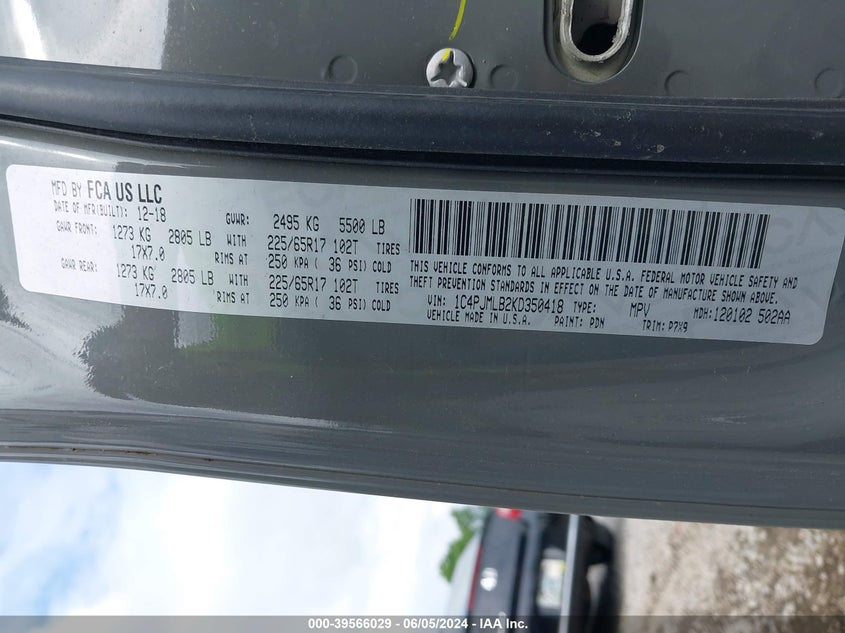 MFD BY FCA US LLC
DATE OF MFR(BUILT): 12-18 GVWR: 2495 KG 5500 LB
GAWR FRONT: 1273 KG 2805 LB WITH 225/65R17 102T TIRES
17X7.0 RIMS AT 250 KPA ( 36 PSI) COLD
GAWR REAR: 1273 KG 2805 LB WITH 225/65R17 102T TIRES
17X7.0 RIMS AT 250 KPA ( 36 PSI) COLD
THIS VEHICLE CONFORMS TO ALL APPLICABLE U.S.A. FEDERAL MOTOR VEHICLE SAFETY AND
THEFT PREVENTION STANDARDS IN EFFECT ON THE DATE OF MANUFACTURE SHOWN ABOVE.
VIN: 1C4PJMLB2KD350418 TYPE: MPV MDH: 120102 502AA
VEHICLE MADE IN U.S.A. PAINT: PDN TRIM: P7X9
000-39566029 - 06/05/2024 - IAA Inc.